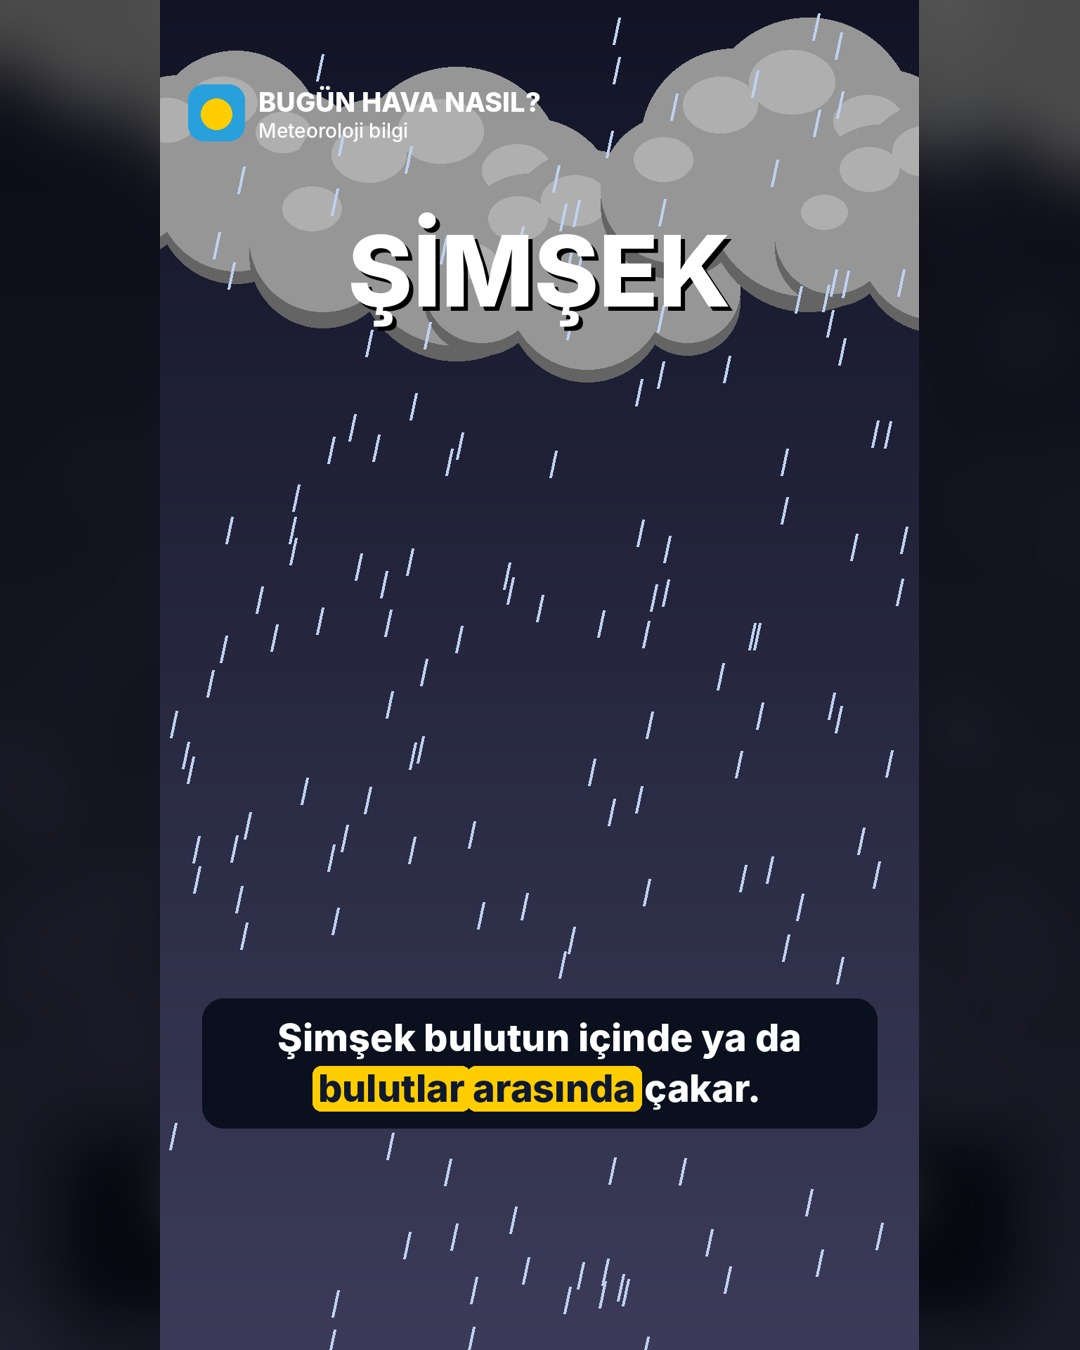 BUGÜN HAVA NASIL?
Meteoroloji bilgi
ŞİMŞEK
Şimşek bulutun içinde ya da
bulutlar arasında çakar.